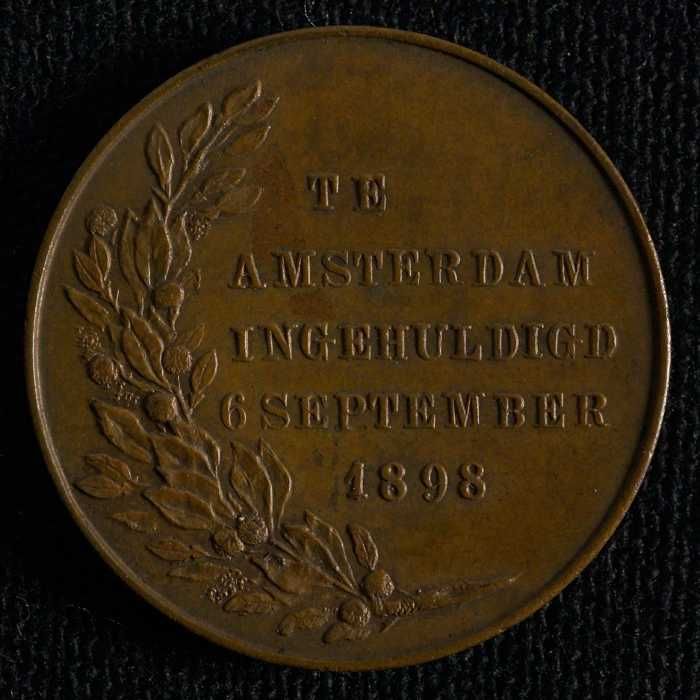 TE
AMSTERDAM
INGEHULDIGD
6 SEPTEMBER
1898